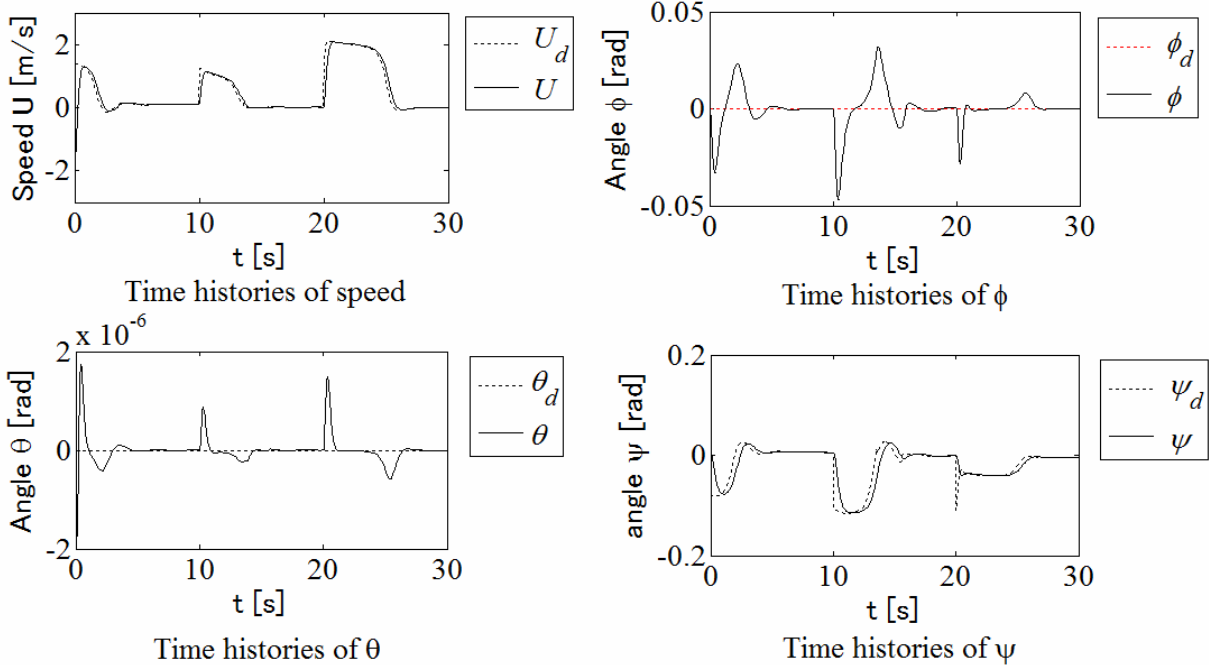 Speed U [m/s]
2
0
-2
0
10
20
30
t [s]
U_d
U
Time histories of speed
Angle ϕ [rad]
0.05
0
-0.05
0
10
20
30
t [s]
ϕ_d
ϕ
Time histories of ϕ
x 10^-6
Angle θ [rad]
2
0
-2
0
10
20
30
t [s]
θ_d
θ
Time histories of θ
angle ψ [rad]
0.2
0
-0.2
0
10
20
30
t [s]
ψ_d
ψ
Time histories of ψ